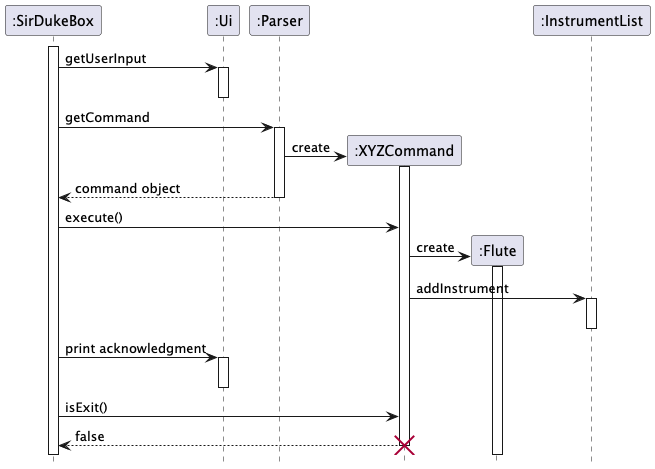 :SirDukeBox
:Ui
:Parser
:InstrumentList
getUserInput
getCommand
create
:XYZCommand
command object
execute()
create
:Flute
addInstrument
print acknowledgment
isExit()
false